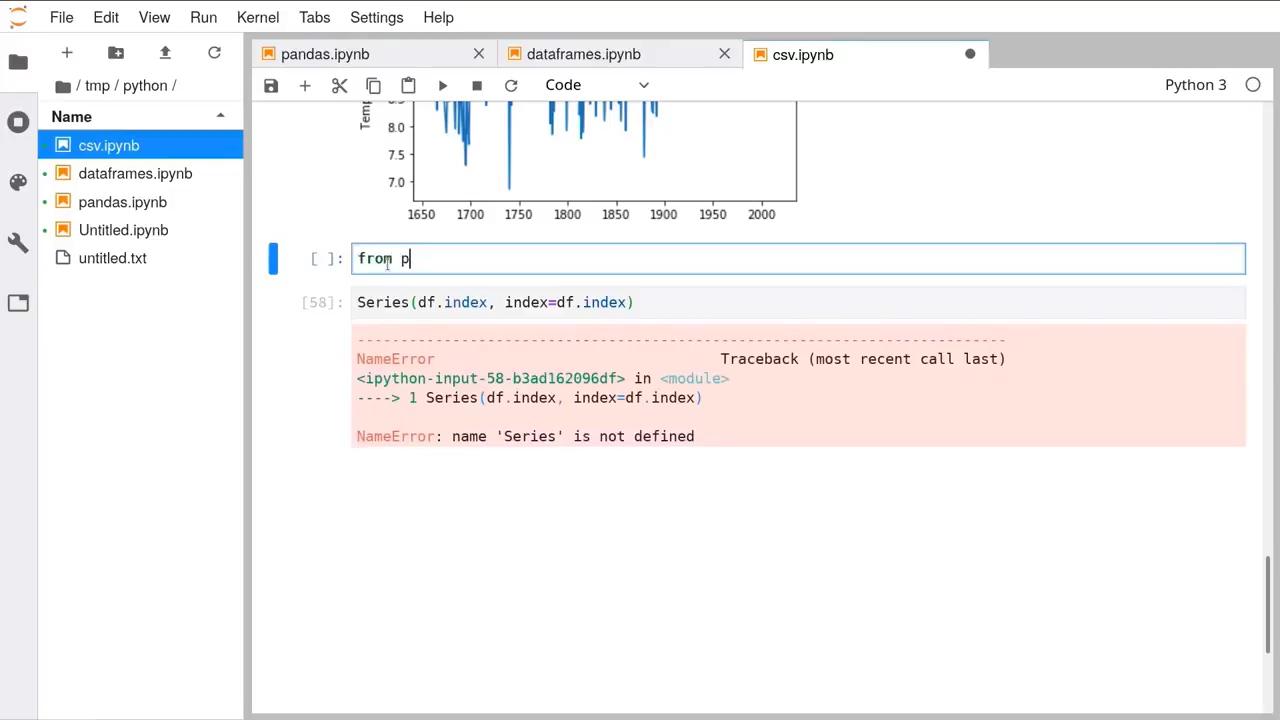 File Edit View Run Kernel Tabs Settings Help
pandas.ipynb dataframes.ipynb csv.ipynb
/ tmp / python /
Code Python 3
Name
csv.ipynb
dataframes.ipynb
pandas.ipynb
Untitled.ipynb
untitled.txt
Temp
8.5
8.0
7.5
7.0
1650 1700 1750 1800 1850 1900 1950 2000
[ ]: from p
[58]: Series(df.index, index=df.index)
---------------------------------------------------------------------------
NameError Traceback (most recent call last)
<ipython-input-58-b3ad162096df> in <module>
----> 1 Series(df.index, index=df.index)
NameError: name 'Series' is not defined